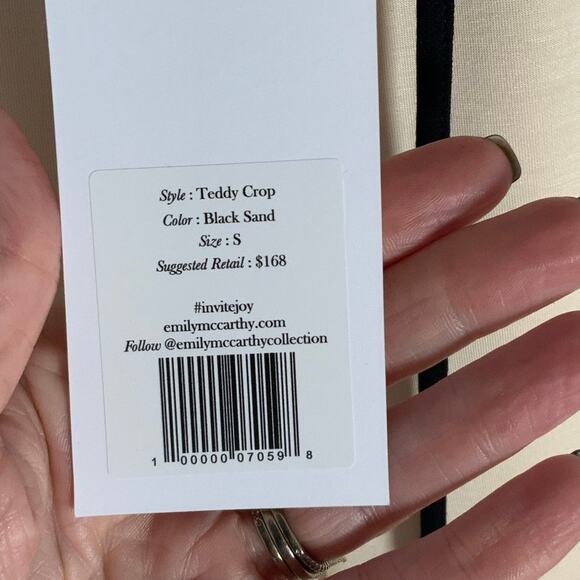 Style : Teddy Crop
Color : Black Sand
Size : S
Suggested Retail : $168
#invitejoy
emilymccarthy.com
Follow @emilymccarthycollection
1 00000 07059 8